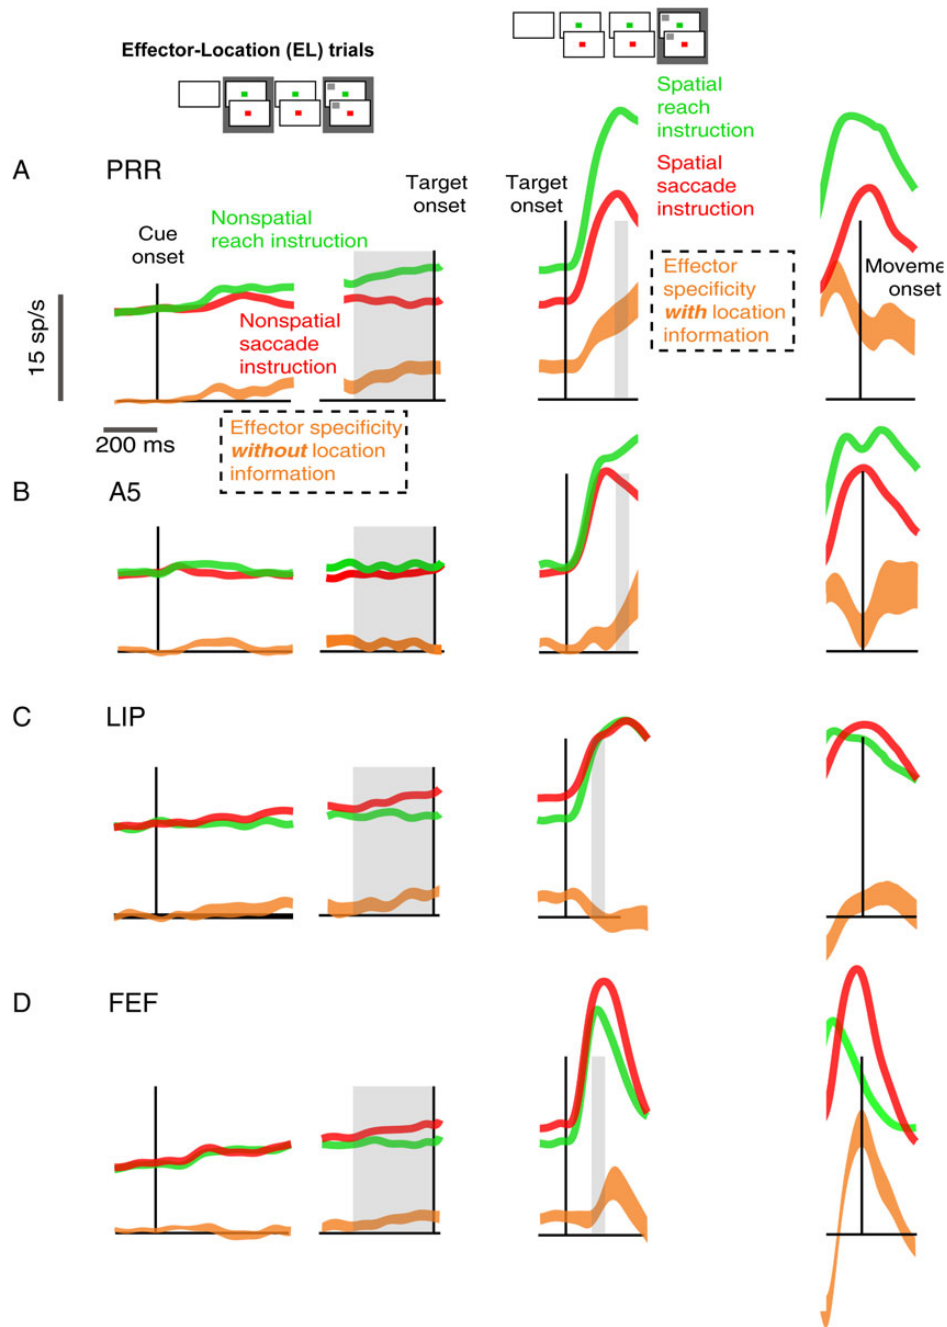 Effector-Location (EL) trials
Spatial
reach
instruction
A
PRR
Target
onset
Target
onset
Spatial
saccade
instruction
Nonspatial
reach instruction
Cue
onset
Effector
specificity
with location
information
Moveme
onset
Nonspatial
saccade
instruction
15 sp/s
200 ms
Effector specificity
without location
information
B
A5
C
LIP
D
FEF